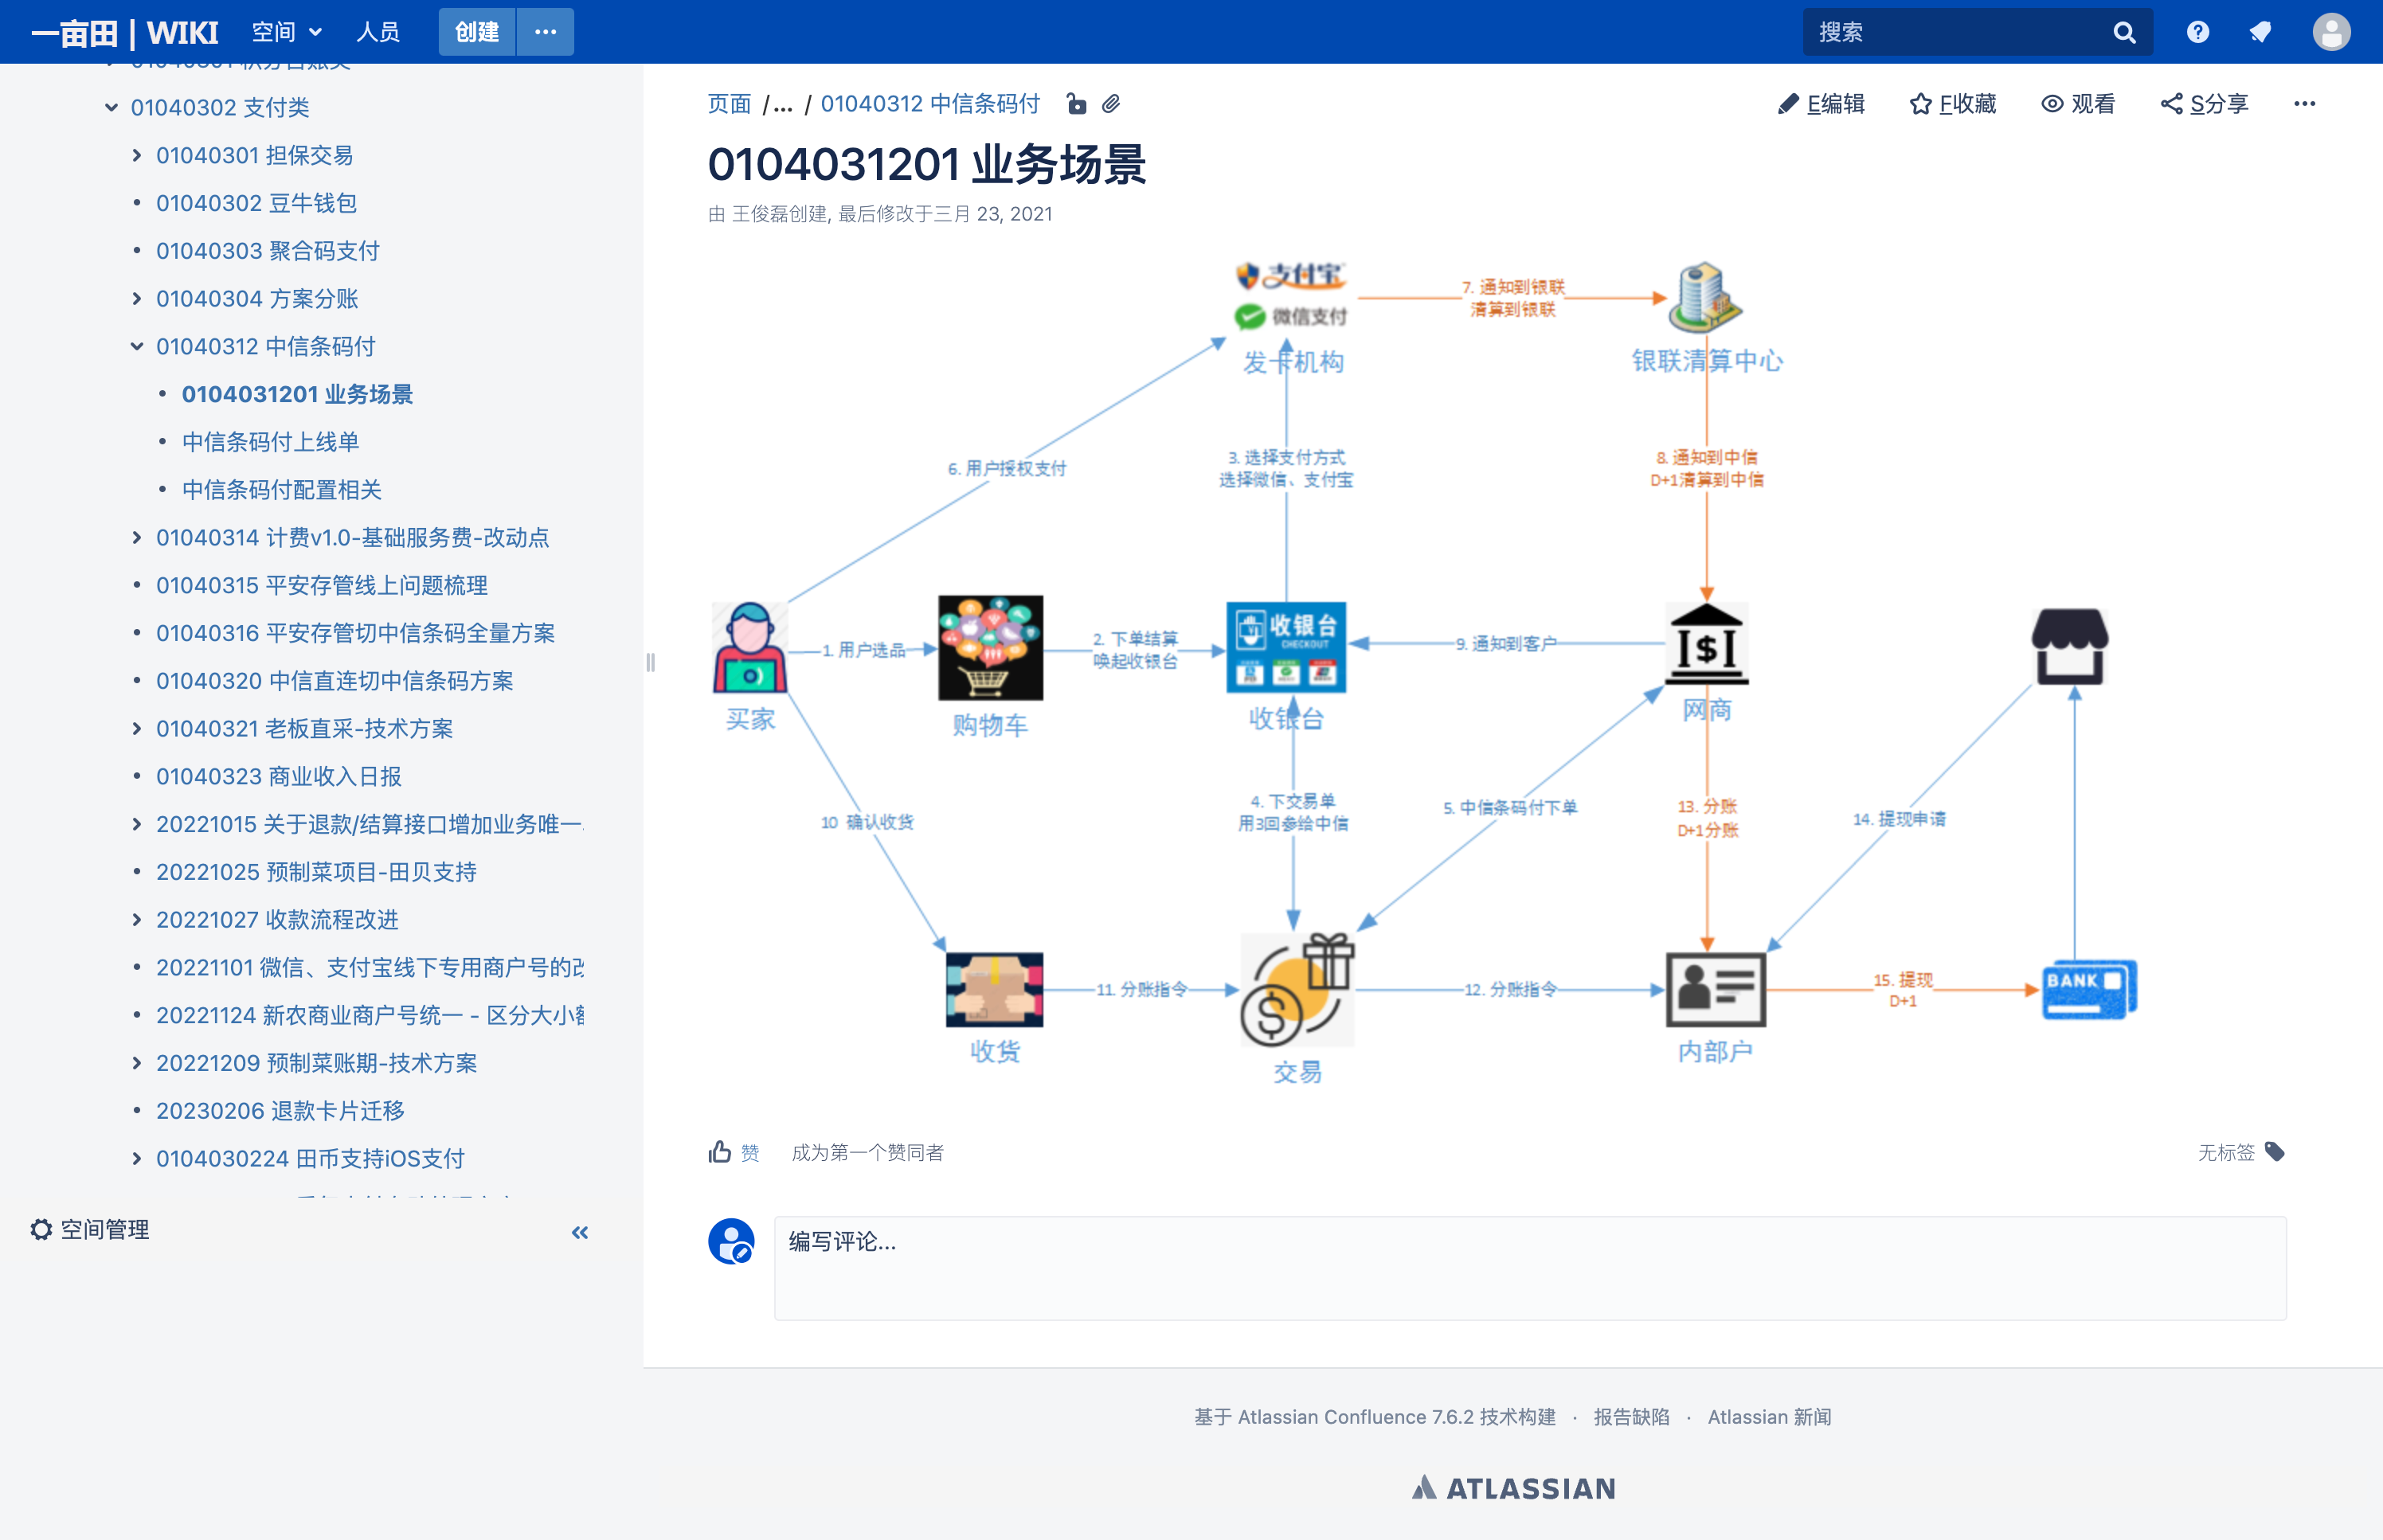 一亩田 | WIKI 空间 人员 创建 ··· 搜索
01040302 支付类
01040301 担保交易
01040302 豆牛钱包
01040303 聚合码支付
01040304 方案分账
01040312 中信条码付
0104031201 业务场景
中信条码付上线单
中信条码付配置相关
01040314 计费v1.0-基础服务费-改动点
01040315 平安存管线上问题梳理
01040316 平安存管切中信条码全量方案
01040320 中信直连切中信条码方案
01040321 老板直采-技术方案
01040323 商业收入日报
20221015 关于退款/结算接口增加业务唯一
20221025 预制菜项目-田贝支持
20221027 收款流程改进
20221101 微信、支付宝线下专用商户号的改
20221124 新农商业商户号统一 - 区分大小额
20221209 预制菜账期-技术方案
20230206 退款卡片迁移
0104030224 田币支持iOS支付
空间管理
页面 /... / 01040312 中信条码付
E编辑 F收藏 观看 S分享 ···
0104031201 业务场景
由 王俊磊创建, 最后修改于三月 23, 2021
支付宝
微信支付
发卡机构
7. 通知到银联
清算到银联
银联清算中心
6. 用户授权支付
3. 选择支付方式
选择微信、支付宝
8. 通知到中信
D+1清算到中信
买家
1. 用户选品
购物车
2. 下单结算
唤起收银台
收银台
CHECKOUT
收银台
9. 通知到客户
网商
10 确认收货
4. 下交易单
用3回参给中信
5. 中信条码付下单
13. 分账
D+1分账
14. 提现申请
收货
11. 分账指令
交易
12. 分账指令
内部户
15. 提现
D+1
BANK
赞 成为第一个赞同者
无标签
编写评论...
基于 Atlassian Confluence 7.6.2 技术构建 · 报告缺陷 · Atlassian 新闻
ATLASSIAN